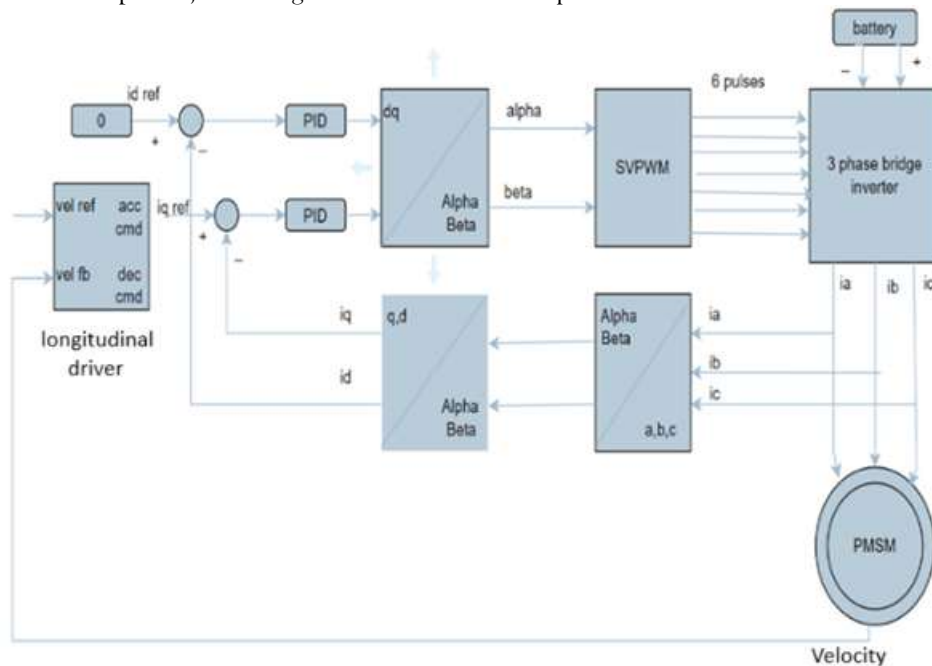 battery
−
+
id ref
6 pulses
0
+
−
PID
dq
alpha
SVPWM
3 phase bridge
inverter
vel ref
acc
cmd
iq ref
+
−
PID
Alpha
Beta
beta
vel fb
dec
cmd
longitudinal
driver
iq
id
q,d
Alpha
Beta
Alpha
Beta
a,b,c
ia
ib
ic
ia
ib
PMSM
Velocity